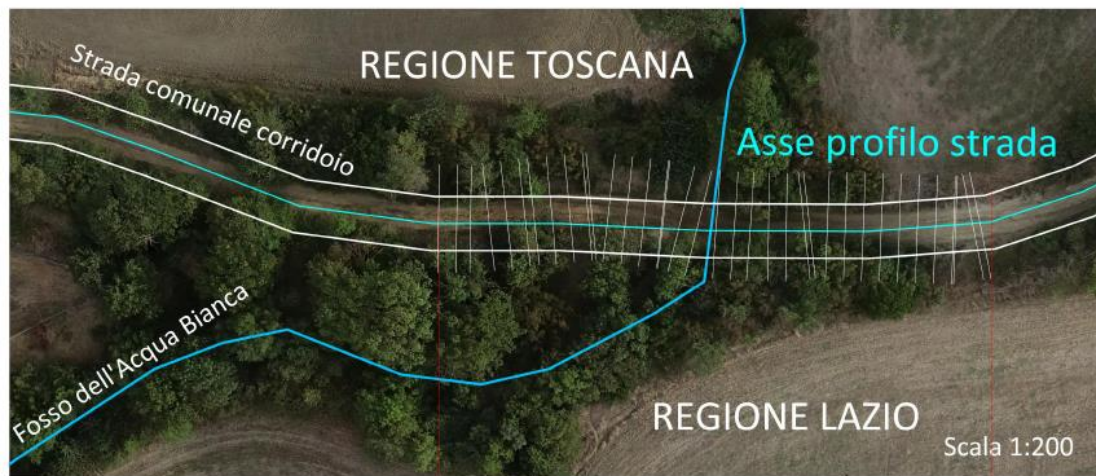 REGIONE TOSCANA
Strada comunale corridoio
Asse profilo strada
Fosso dell'Acqua Bianca
REGIONE LAZIO
Scala 1:200